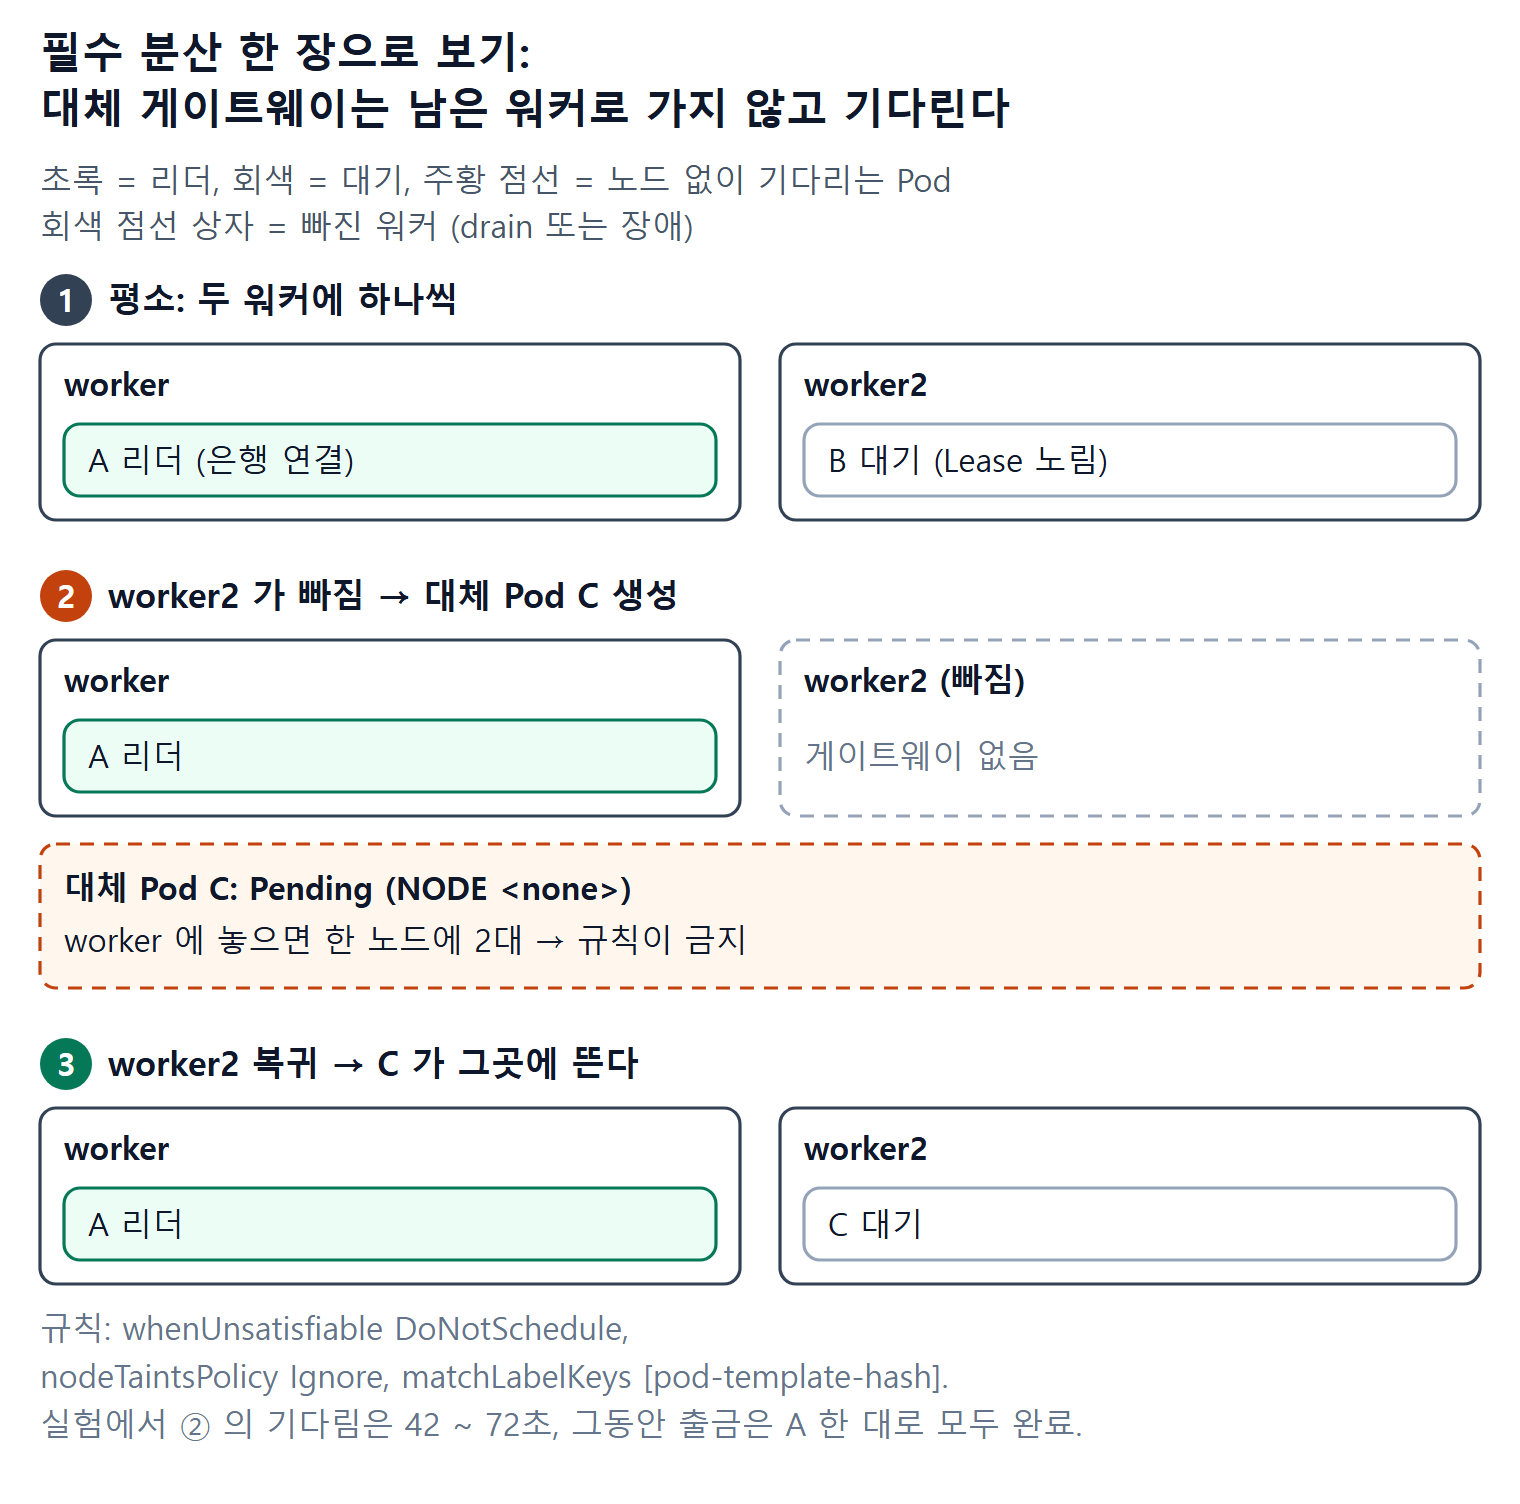 필수 분산 한 장으로 보기:
대체 게이트웨이는 남은 워커로 가지 않고 기다린다
초록 = 리더, 회색 = 대기, 주황 점선 = 노드 없이 기다리는 Pod
회색 점선 상자 = 빠진 워커 (drain 또는 장애)
1 평소: 두 워커에 하나씩
worker
A 리더 (은행 연결)
worker2
B 대기 (Lease 노림)
2 worker2 가 빠짐 → 대체 Pod C 생성
worker
A 리더
worker2 (빠짐)
게이트웨이 없음
대체 Pod C: Pending (NODE <none>)
worker 에 놓으면 한 노드에 2대 → 규칙이 금지
3 worker2 복귀 → C 가 그곳에 뜬다
worker
A 리더
worker2
C 대기
규칙: whenUnsatisfiable DoNotSchedule,
nodeTaintsPolicy Ignore, matchLabelKeys [pod-template-hash].
실험에서 ② 의 기다림은 42 ~ 72초, 그동안 출금은 A 한 대로 모두 완료.